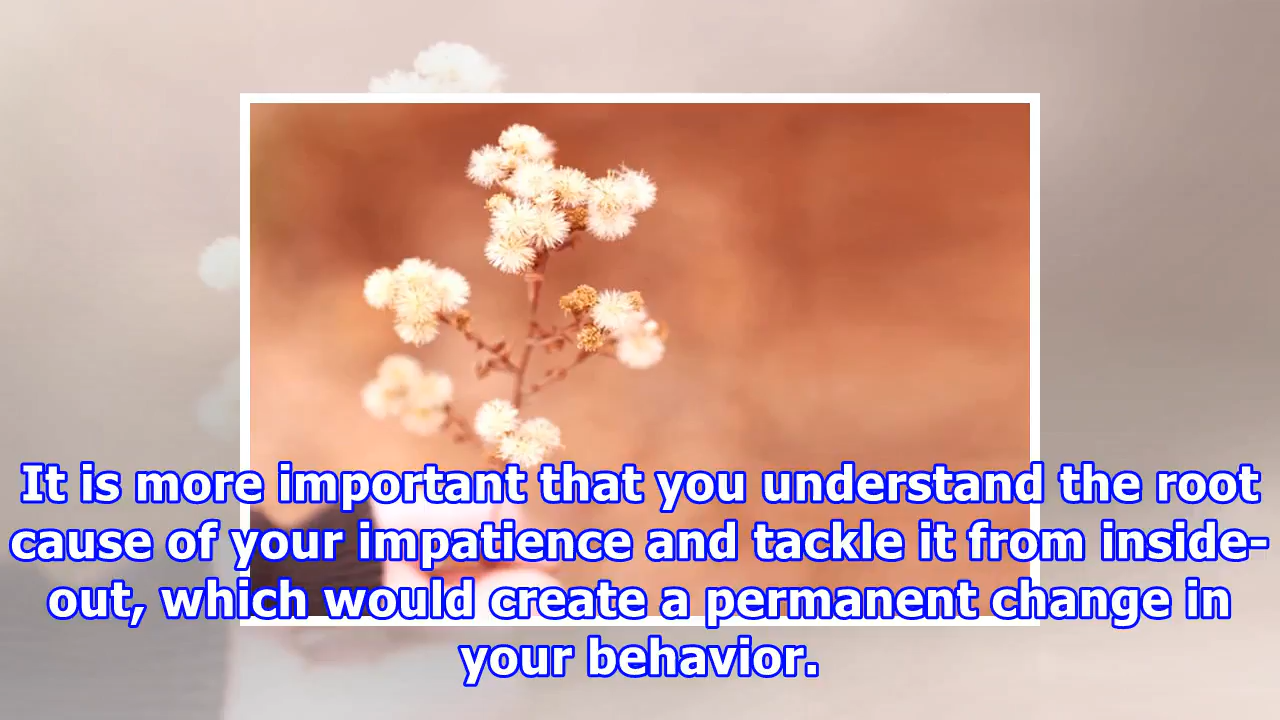 It is more important that you understand the root
cause of your impatience and tackle it from inside-
out, which would create a permanent change in
your behavior.